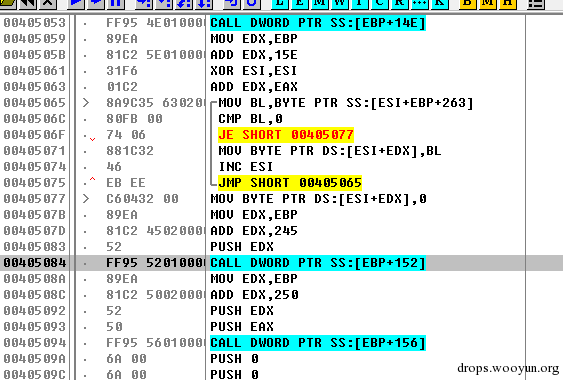 L E M W T C R ... K B M H
00405053 . FF95 4E010000 CALL DWORD PTR SS:[EBP+14E]
00405059 . 89EA MOV EDX,EBP
0040505B . 81C2 5E010000 ADD EDX,15E
00405061 . 31F6 XOR ESI,ESI
00405063 . 01C2 ADD EDX,EAX
00405065 > 8A9C35 630200 MOV BL,BYTE PTR SS:[ESI+EBP+263]
0040506C . 80FB 00 CMP BL,0
0040506F . 74 06 JE SHORT 00405077
00405071 . 881C32 MOV BYTE PTR DS:[ESI+EDX],BL
00405074 . 46 INC ESI
00405075 .^ EB EE JMP SHORT 00405065
00405077 > C60432 00 MOV BYTE PTR DS:[ESI+EDX],0
0040507B . 89EA MOV EDX,EBP
0040507D . 81C2 45020000 ADD EDX,245
00405083 . 52 PUSH EDX
00405084 . FF95 52010000 CALL DWORD PTR SS:[EBP+152]
0040508A . 89EA MOV EDX,EBP
0040508C . 81C2 50020000 ADD EDX,250
00405092 . 52 PUSH EDX
00405093 . 50 PUSH EAX
00405094 . FF95 56010000 CALL DWORD PTR SS:[EBP+156]
0040509A . 6A 00 PUSH 0
0040509C . 6A 00 PUSH 0
drops.wooyun.org